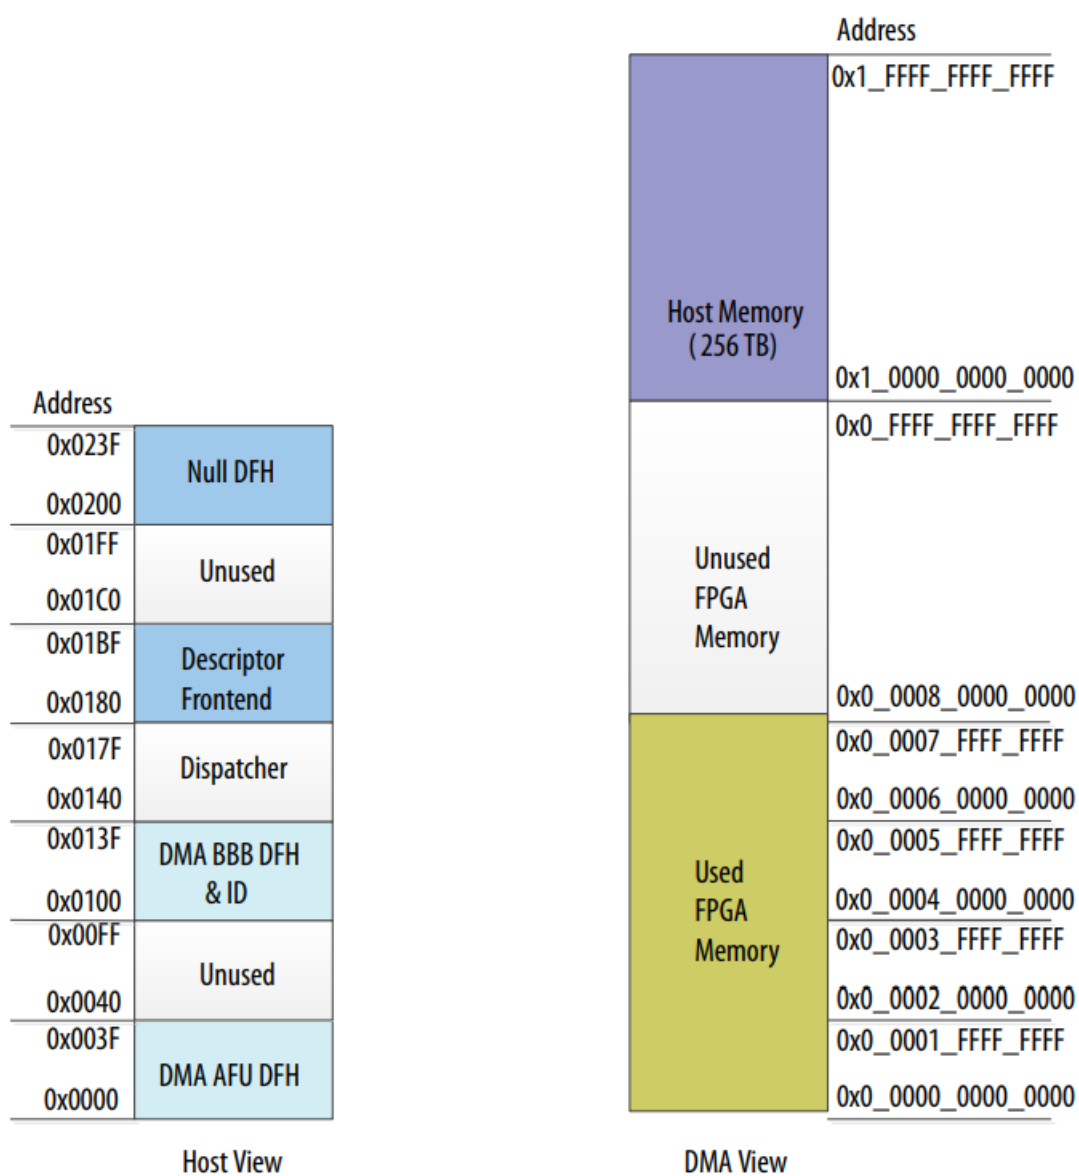 Address
0x023F
Null DFH
0x0200
0x01FF
Unused
0x01C0
0x01BF
Descriptor
Frontend
0x0180
0x017F
Dispatcher
0x0140
0x013F
DMA BBB DFH
& ID
0x0100
0x00FF
Unused
0x0040
0x003F
DMA AFU DFH
0x0000
Host View
Address
0x1_FFFF_FFFF_FFFF
Host Memory
( 256 TB)
0x1_0000_0000_0000
0x0_FFFF_FFFF_FFFF
Unused
FPGA
Memory
0x0_0008_0000_0000
0x0_0007_FFFF_FFFF
0x0_0006_0000_0000
0x0_0005_FFFF_FFFF
Used
FPGA
Memory
0x0_0004_0000_0000
0x0_0003_FFFF_FFFF
0x0_0002_0000_0000
0x0_0001_FFFF_FFFF
0x0_0000_0000_0000
DMA View